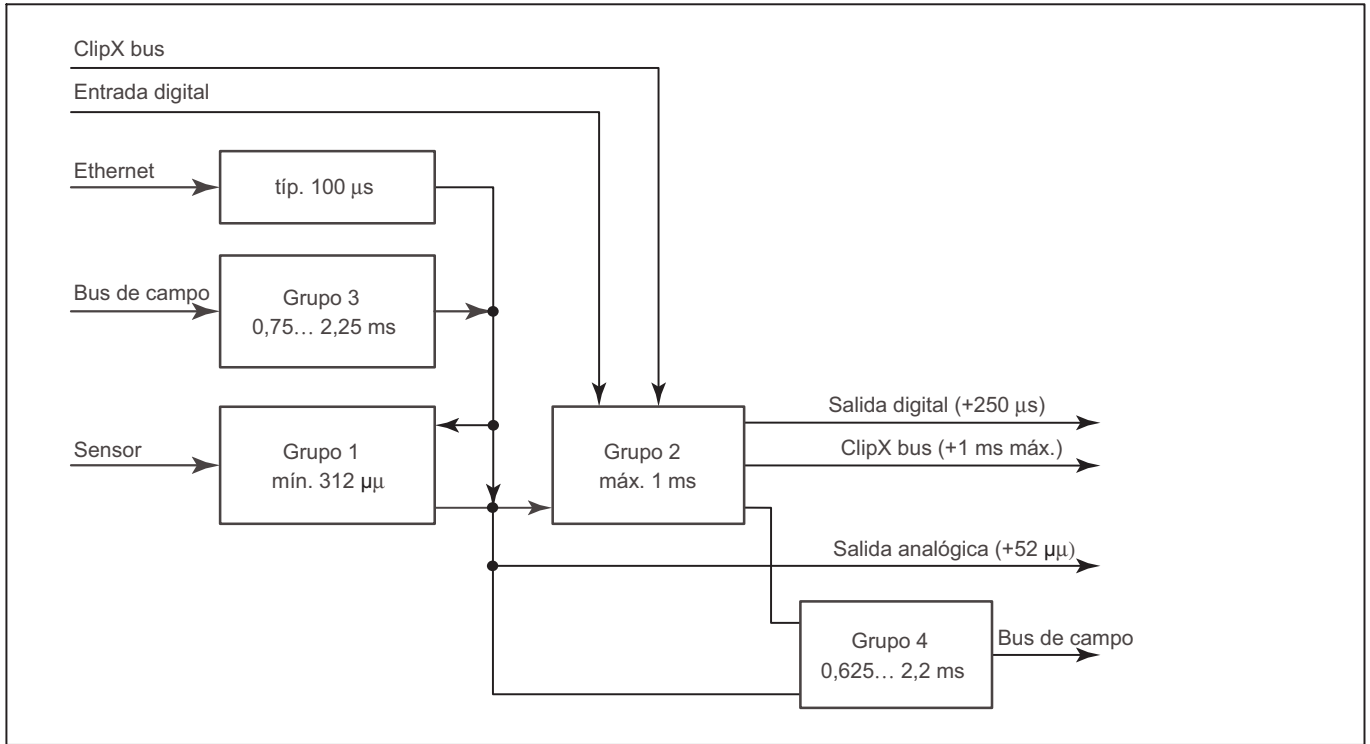 ClipX bus
Entrada digital
Ethernet
típ. 100 μs
Bus de campo
Grupo 3
0,75... 2,25 ms
Sensor
Grupo 1
mín. 312 μμ
Grupo 2
máx. 1 ms
Salida digital (+250 μs)
ClipX bus (+1 ms máx.)
Salida analógica (+52 μμ)
Grupo 4
0,625... 2,2 ms
Bus de campo